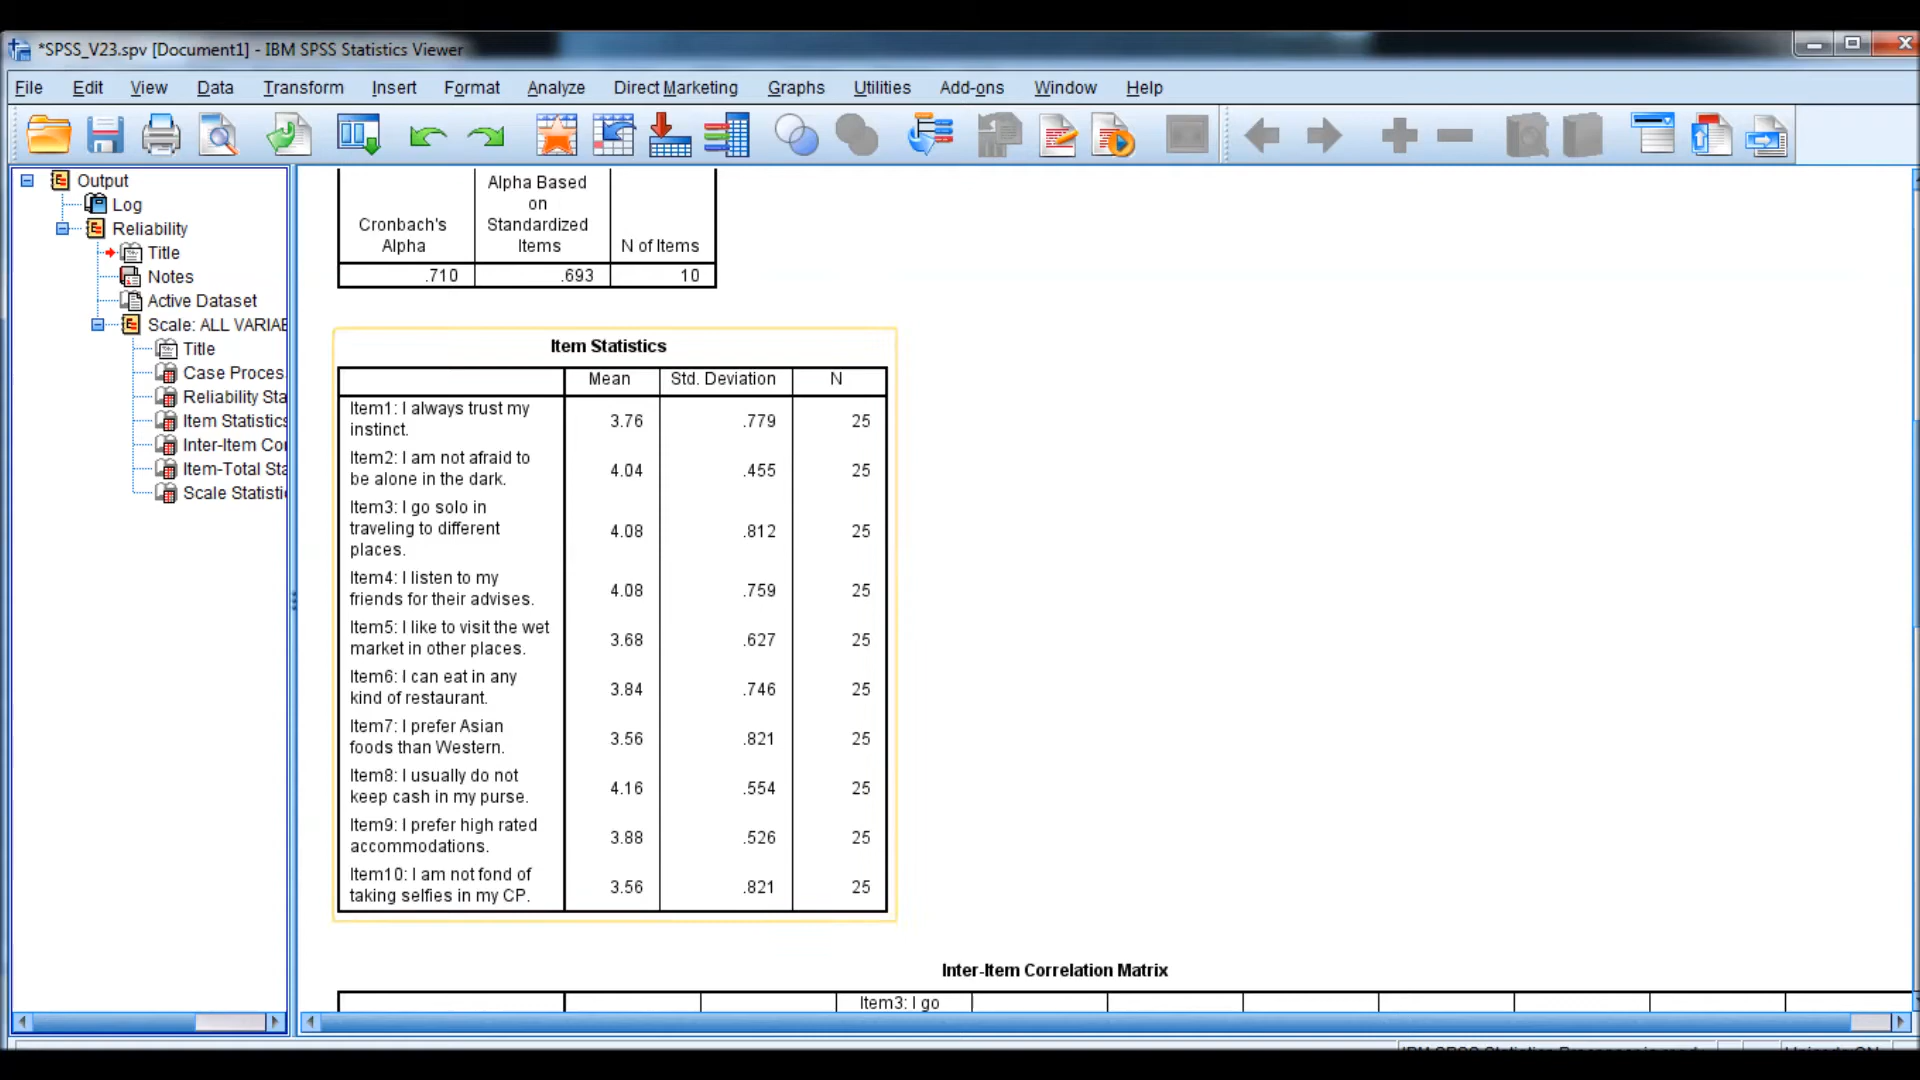 *SPSS_V23.spv [Document1] - IBM SPSS Statistics Viewer
File Edit View Data Transform Insert Format Analyze Direct Marketing Graphs Utilities Add-ons Window Help
Output
Log
Reliability
Title
Notes
Active Dataset
Scale: ALL VARIAB
Title
Case Proces
Reliability Sta
Item Statistics
Inter-Item Cor
Item-Total Sta
Scale Statisti
Cronbach's Alpha
Alpha Based on Standardized Items
N of Items
.710 .693 10
Item Statistics
Mean Std. Deviation N
Item1: I always trust my
instinct. 3.76 .779 25
Item2: I am not afraid to
be alone in the dark. 4.04 .455 25
Item3: I go solo in
traveling to different
places. 4.08 .812 25
Item4: I listen to my
friends for their advises. 4.08 .759 25
Item5: I like to visit the wet
market in other places. 3.68 .627 25
Item6: I can eat in any
kind of restaurant. 3.84 .746 25
Item7: I prefer Asian
foods than Western. 3.56 .821 25
Item8: I usually do not
keep cash in my purse. 4.16 .554 25
Item9: I prefer high rated
accommodations. 3.88 .526 25
Item10: I am not fond of
taking selfies in my CP. 3.56 .821 25
Inter-Item Correlation Matrix
Item3: I go